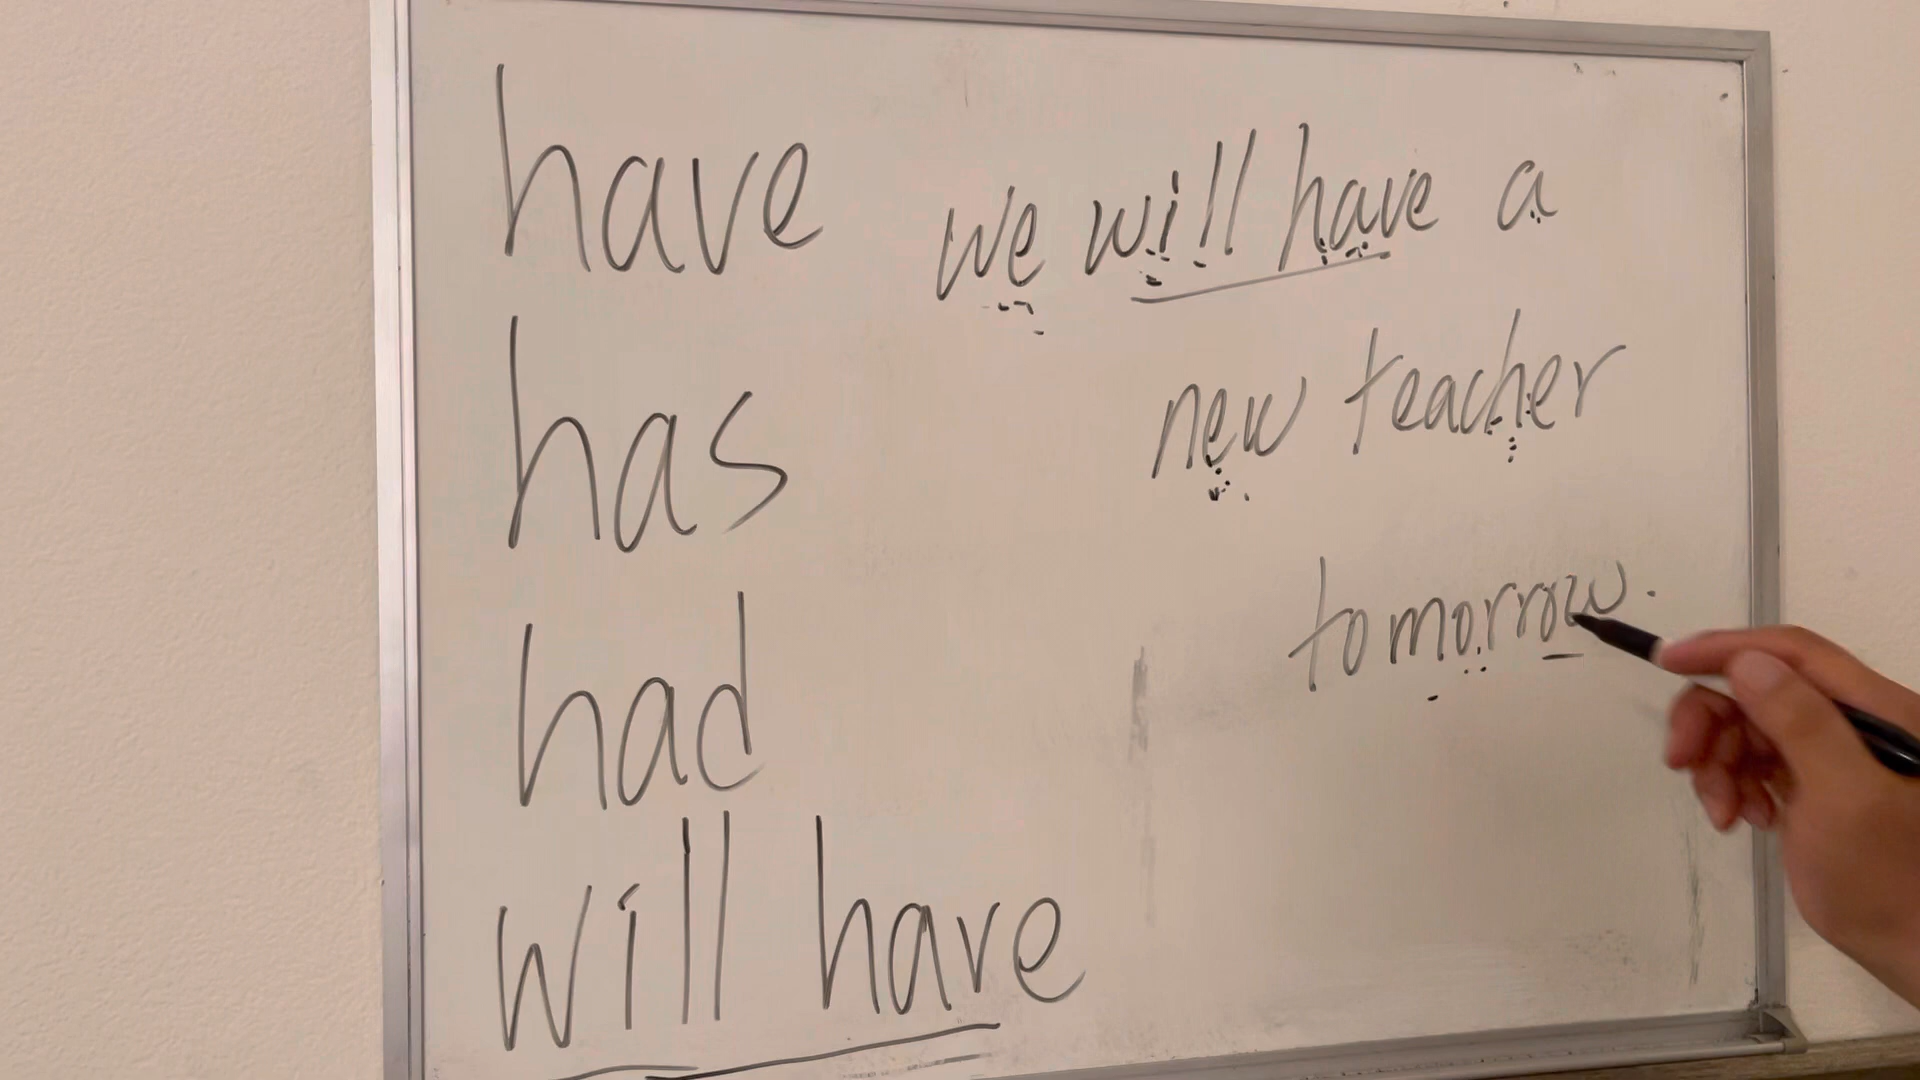 have
has
had
will have
we will have a
new teacher
tomorrow.